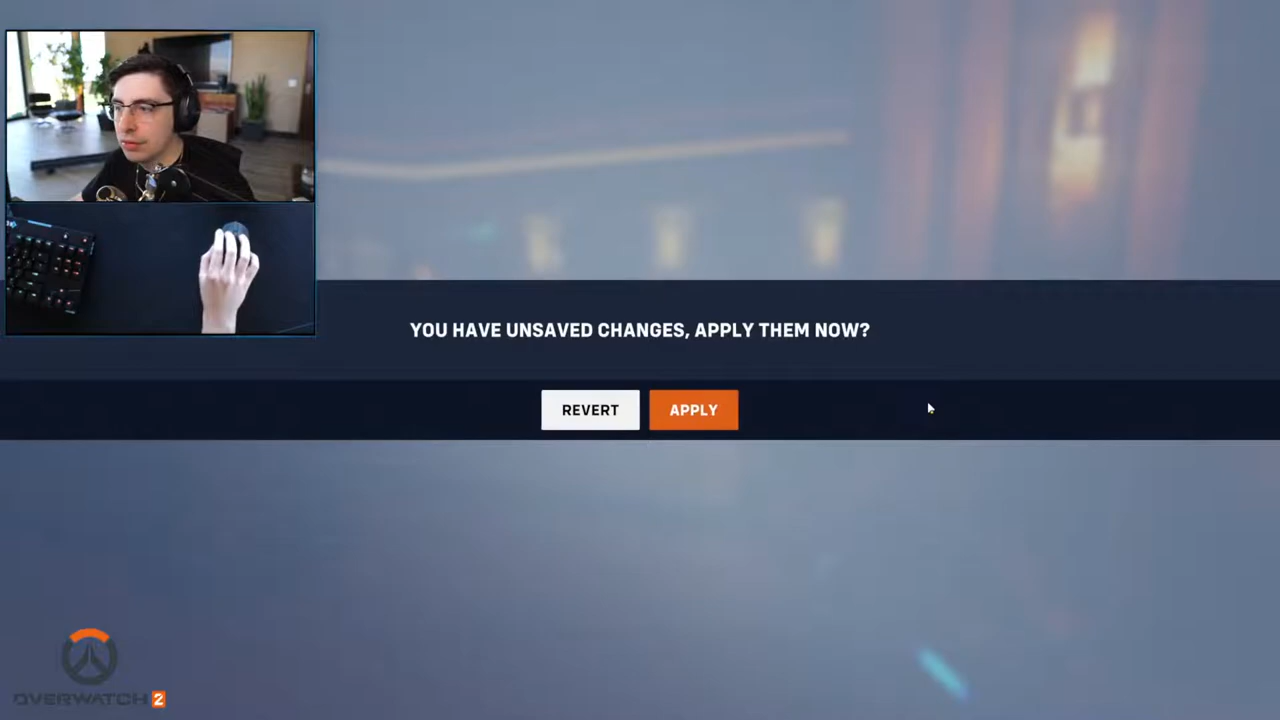 YOU HAVE UNSAVED CHANGES, APPLY THEM NOW?
REVERT
APPLY
OVERWATCH 2